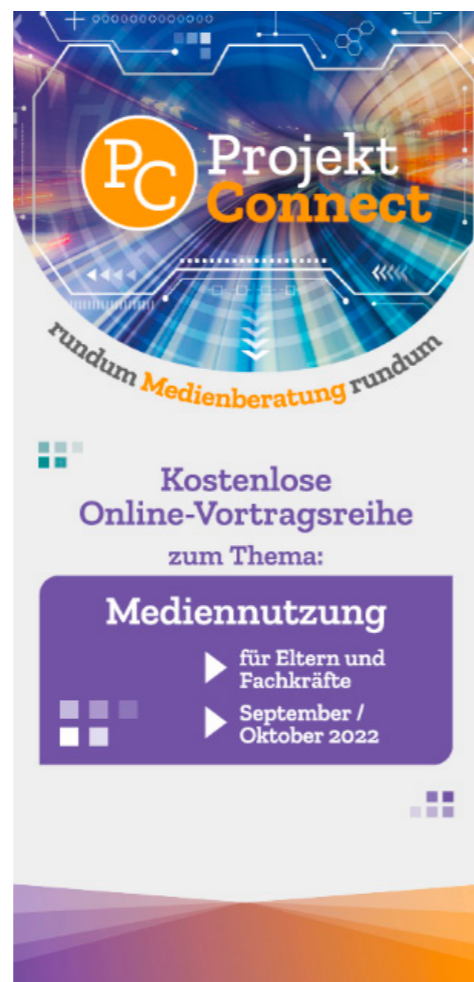 PC
Projekt
Connect
rundum Medienberatung rundum
Kostenlose
Online-Vortragsreihe
zum Thema:
Mediennutzung
für Eltern und
Fachkräfte
September /
Oktober 2022